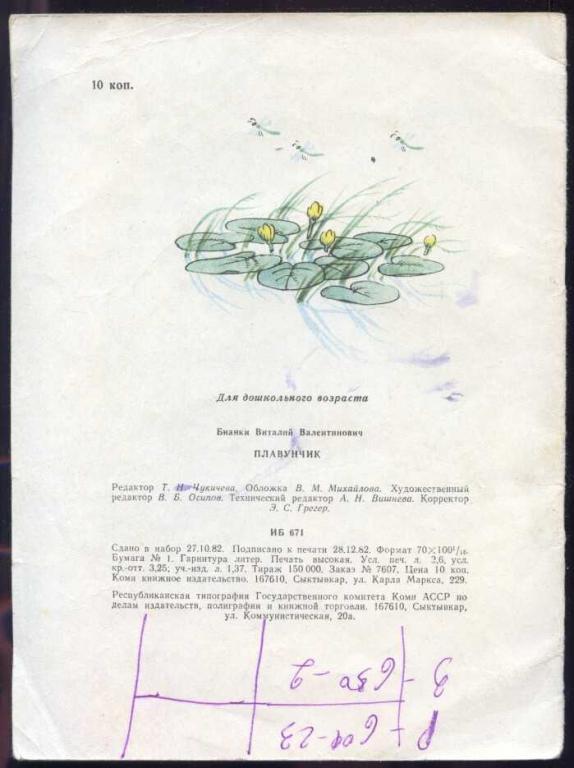 10 коп.
Для дошкольного возраста
Бианки Виталий Валентинович
ПЛАВУНЧИК
Редактор Т. Н. Чукичева. Обложка В. М. Михайлова. Художественный
редактор В. Б. Осипов. Технический редактор А. Н. Вишнева. Корректор
Э. С. Грегер.
ИБ 671
Сдано в набор 27.10.82. Подписано к печати 28.12.82. Формат 70×100¹/₁₆.
Бумага № 1. Гарнитура литер. Печать высокая. Усл. печ. л. 2,6, усл.
кр.-отт. 3,25; уч.-изд. л. 1,37. Тираж 150 000. Заказ № 7607. Цена 10 коп.
Коми книжное издательство. 167610, Сыктывкар, ул. Карла Маркса, 229.
Республиканская типография Государственного комитета Коми АССР по
делам издательств, полиграфии и книжной торговли. 167610, Сыктывкар,
ул. Коммунистическая, 20а.